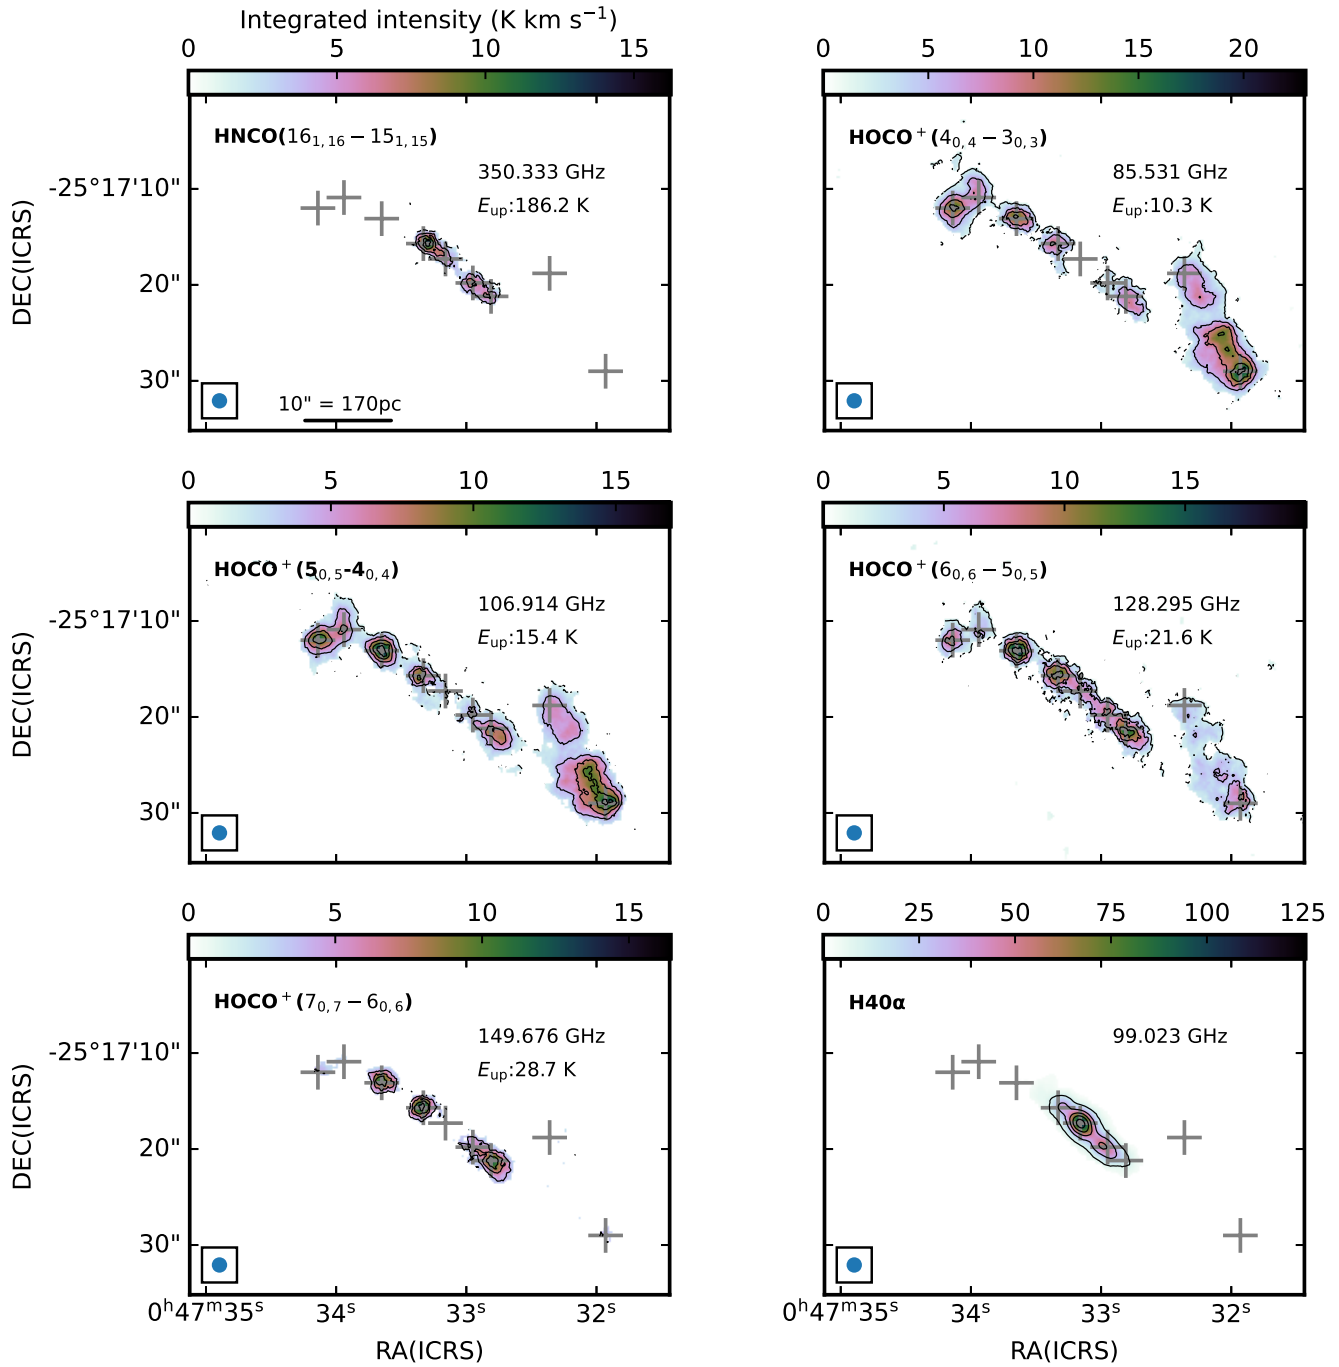 Integrated intensity (K km s⁻¹)
0 5 10 15
0 5 10 15 20
HNCO(16₁,₁₆ − 15₁,₁₅)
350.333 GHz
Eup:186.2 K
HOCO⁺(4₀,₄ − 3₀,₃)
85.531 GHz
Eup:10.3 K
-25°17'10"
20"
30"
DEC(ICRS)
10" = 170pc
0 5 10 15
0 5 10 15
HOCO⁺(5₀,₅-4₀,₄)
106.914 GHz
Eup:15.4 K
HOCO⁺(6₀,₆ − 5₀,₅)
128.295 GHz
Eup:21.6 K
-25°17'10"
20"
30"
DEC(ICRS)
0 5 10 15
0 25 50 75 100 125
HOCO⁺(7₀,₇ − 6₀,₆)
149.676 GHz
Eup:28.7 K
H40α
99.023 GHz
-25°17'10"
20"
30"
DEC(ICRS)
0ʰ47ᵐ35ˢ 34ˢ 33ˢ 32ˢ
0ʰ47ᵐ35ˢ 34ˢ 33ˢ 32ˢ
RA(ICRS)
RA(ICRS)